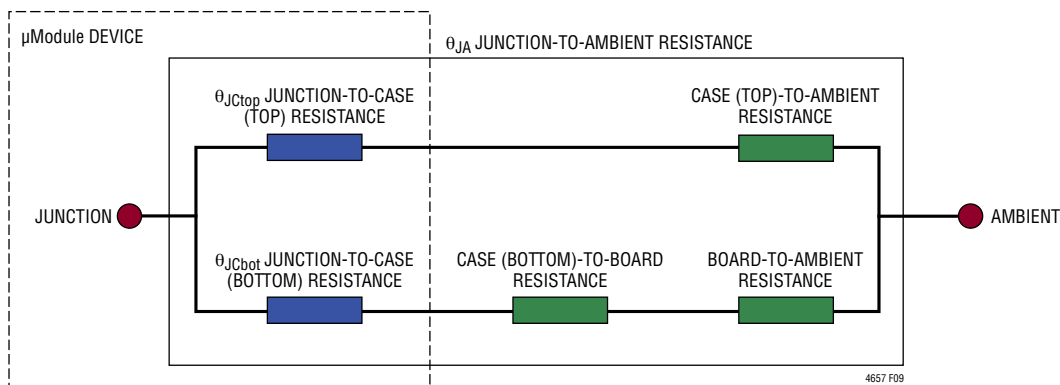 µModule DEVICE
θJA JUNCTION-TO-AMBIENT RESISTANCE
θJCtop JUNCTION-TO-CASE
(TOP) RESISTANCE
CASE (TOP)-TO-AMBIENT
RESISTANCE
JUNCTION
AMBIENT
θJCbot JUNCTION-TO-CASE
(BOTTOM) RESISTANCE
CASE (BOTTOM)-TO-BOARD
RESISTANCE
BOARD-TO-AMBIENT
RESISTANCE
4657 F09